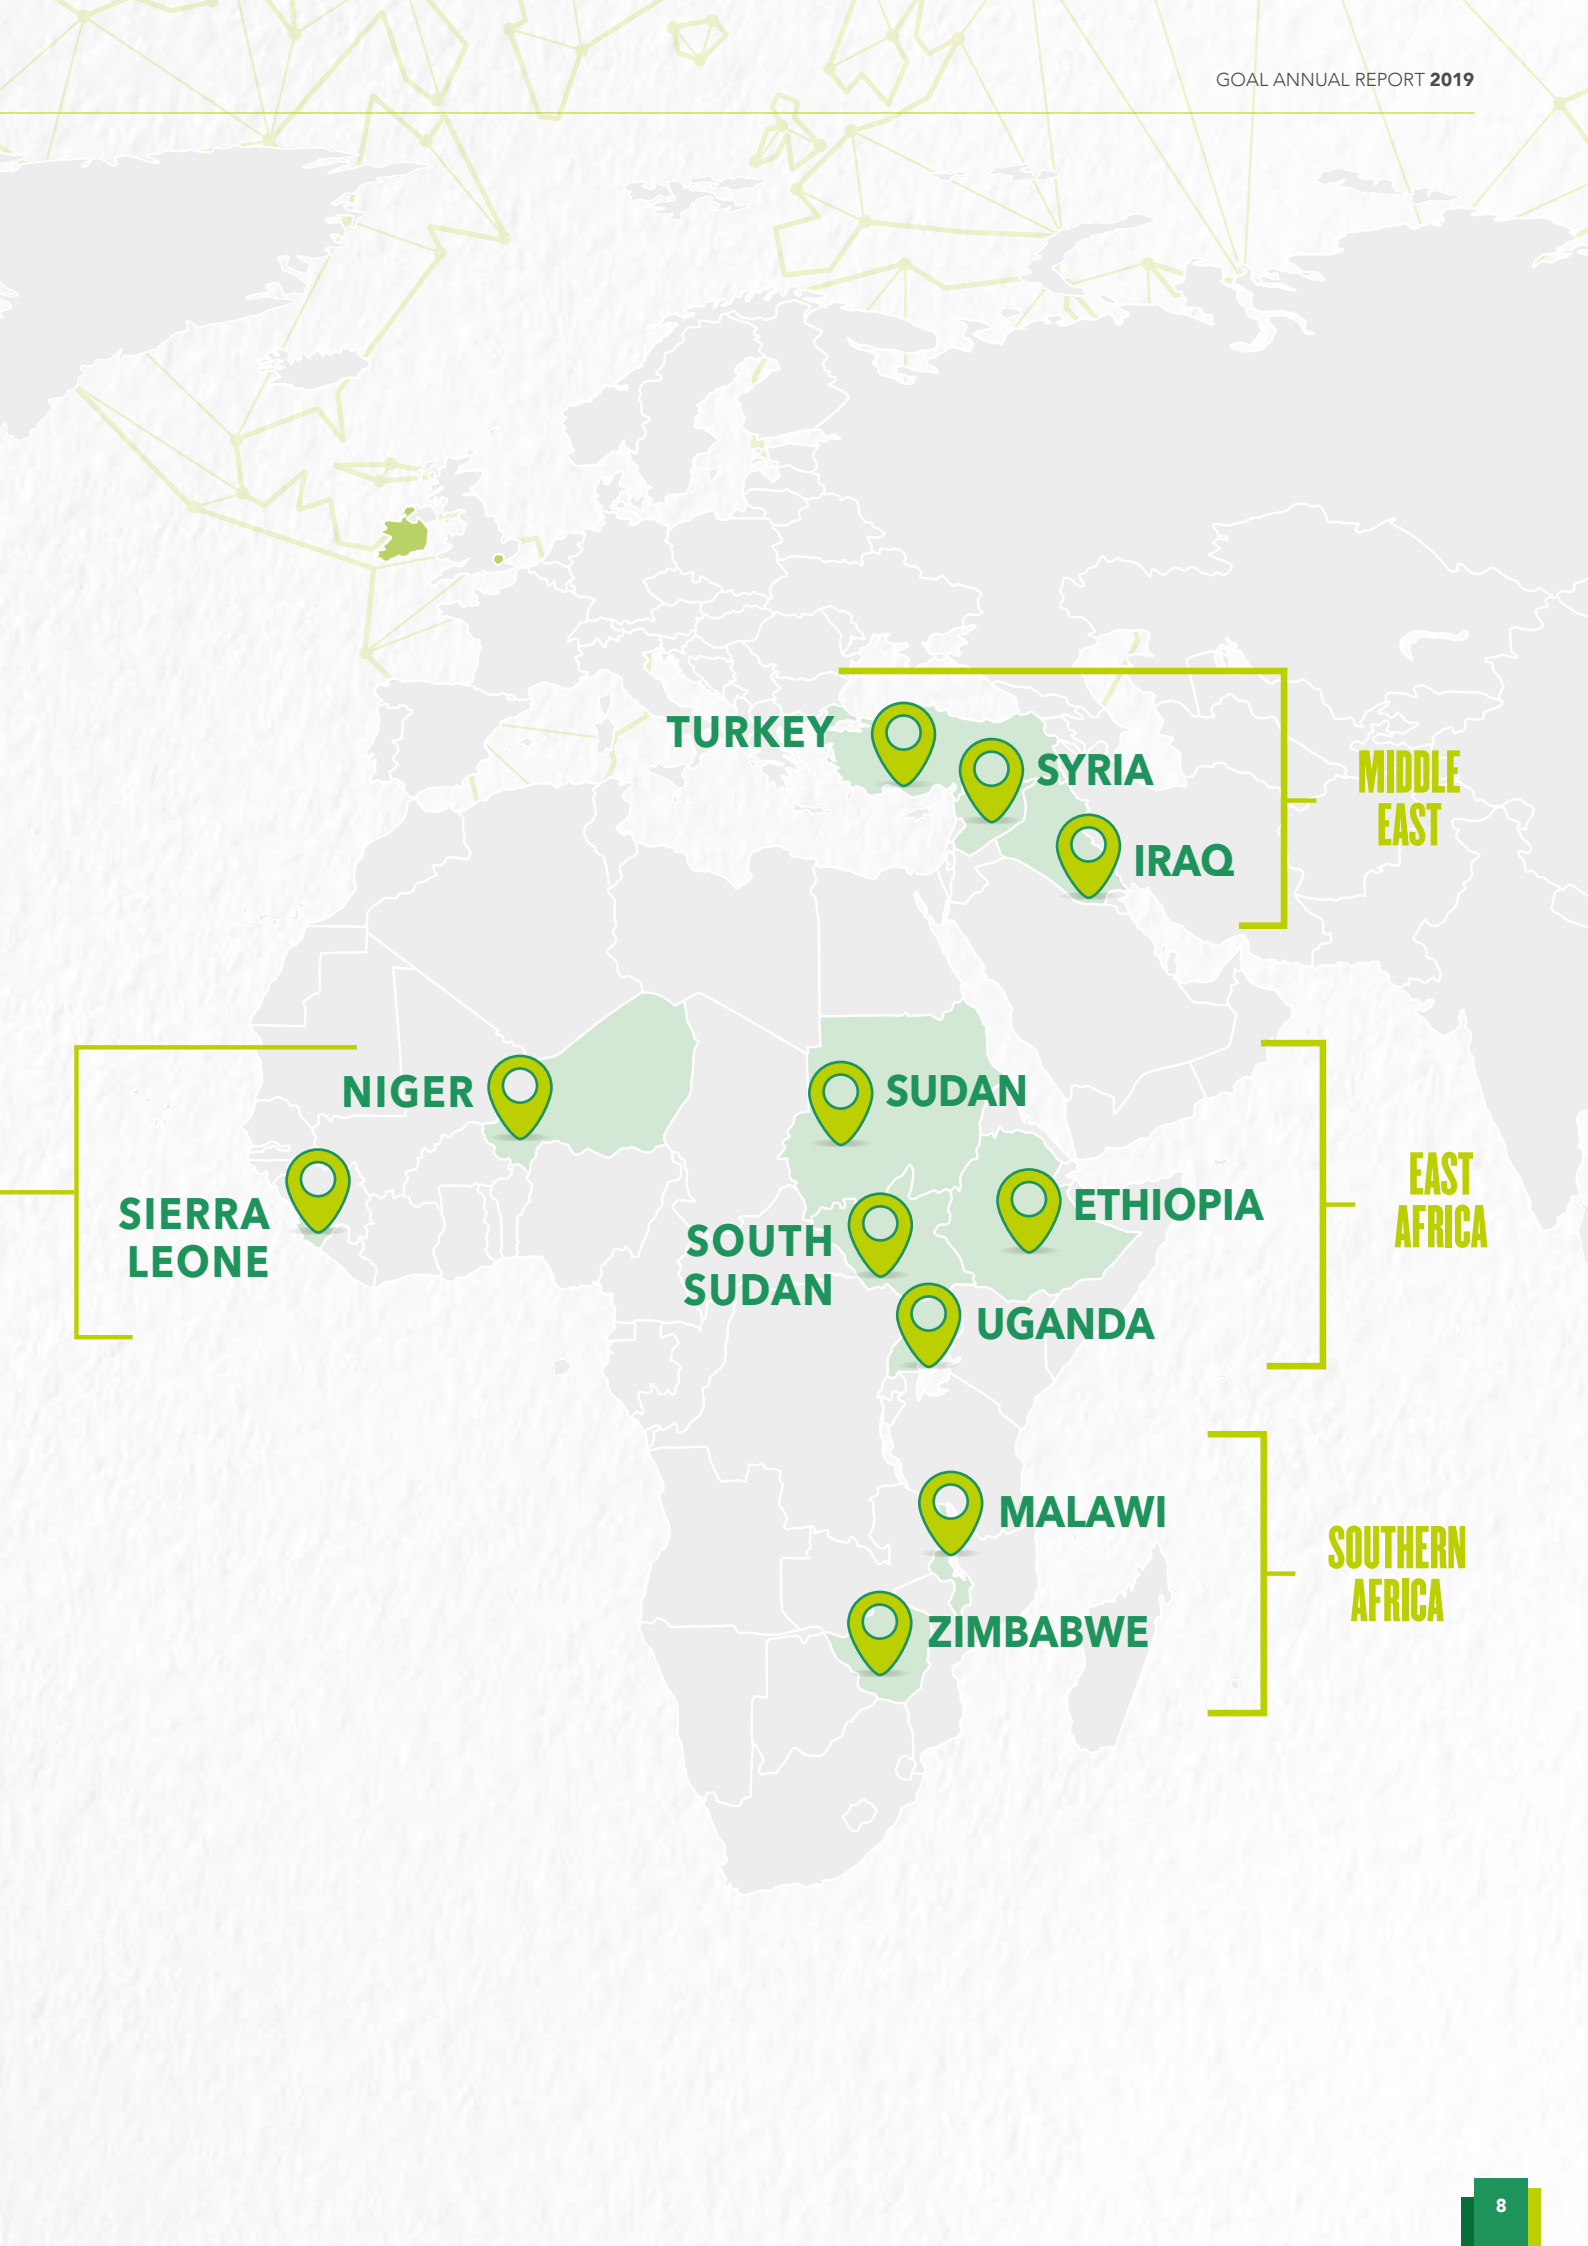 GOAL ANNUAL REPORT 2019
TURKEY
SYRIA
IRAQ
MIDDLE
EAST
NIGER
SIERRA
LEONE
SUDAN
ETHIOPIA
SOUTH
SUDAN
UGANDA
EAST
AFRICA
MALAWI
ZIMBABWE
SOUTHERN
AFRICA
8